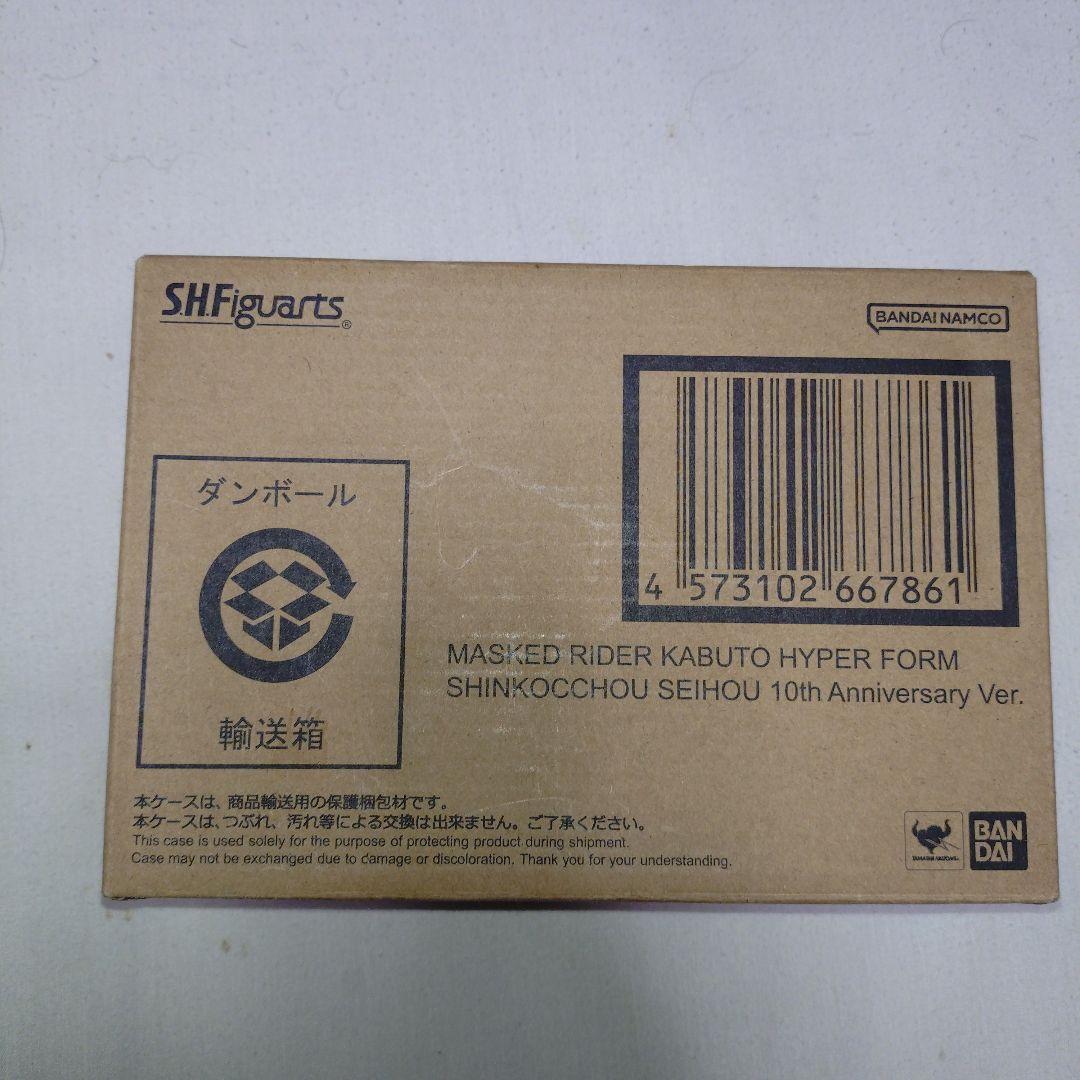 S.H.Figuarts®
BANDAI NAMCO
4 573102 667861
ダンボール
輸送箱
MASKED RIDER KABUTO HYPER FORM
SHINKOCCHOU SEIHOU 10th Anniversary Ver.
本ケースは、商品輸送用の保護梱包材です。
本ケースは、つぶれ、汚れ等による交換は出来ません。ご了承ください。
This case is used solely for the purpose of protecting product during shipment.
Case may not be exchanged due to damage or discoloration. Thank you for your understanding.
TAMASHII NATIONS
BAN
DAI